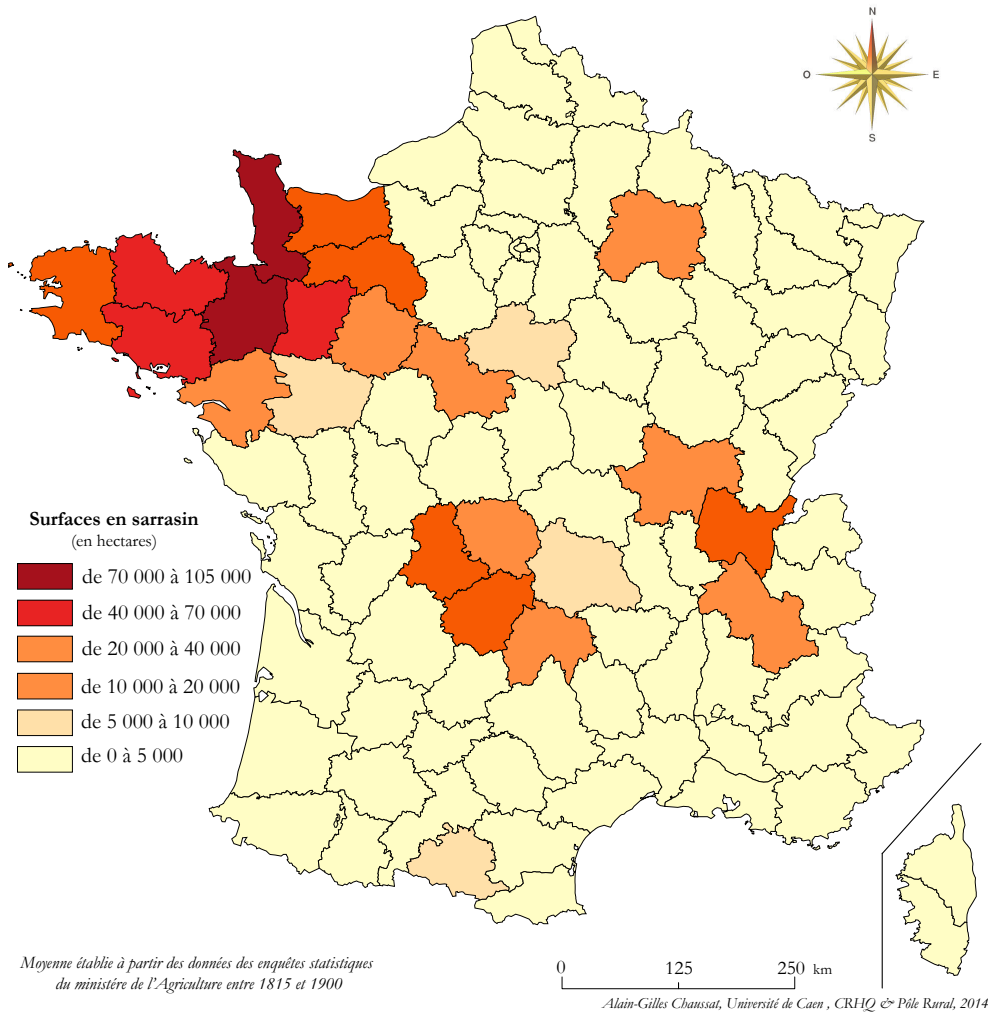 N
O
E
S
Surfaces en sarrasin
(en hectares)
de 70 000 à 105 000
de 40 000 à 70 000
de 20 000 à 40 000
de 10 000 à 20 000
de 5 000 à 10 000
de 0 à 5 000
Moyenne établie à partir des données des enquêtes statistiques
du ministére de l'Agriculture entre 1815 et 1900
0 125 250 km
Alain-Gilles Chaussat, Université de Caen , CRHQ & Pôle Rural, 2014